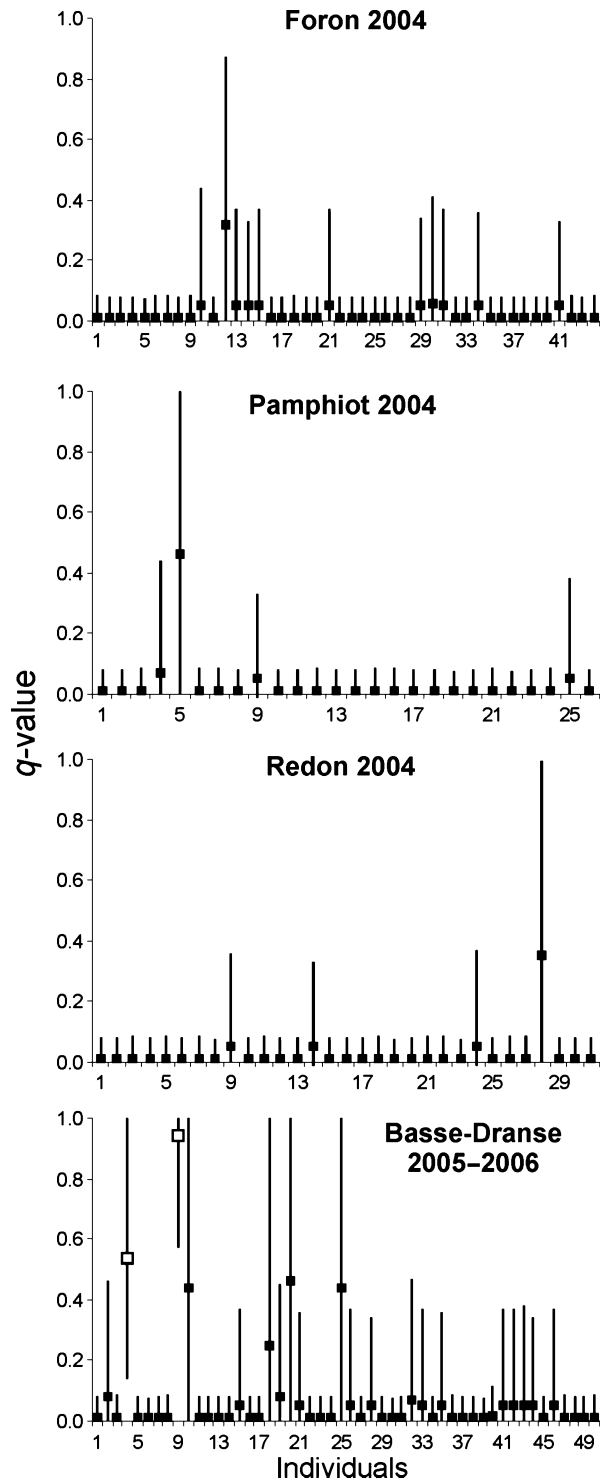 Foron 2004
1.0
0.8
0.6
0.4
0.2
0.0
1 5 9 13 17 21 25 29 33 37 41
Pamphiot 2004
1.0
0.8
0.6
0.4
0.2
0.0
1 5 9 13 17 21 25
q-value
Redon 2004
1.0
0.8
0.6
0.4
0.2
0.0
1 5 9 13 17 21 25 29
Basse-Dranse
2005–2006
1.0
0.8
0.6
0.4
0.2
0.0
1 5 9 13 17 21 25 29 33 37 41 45 49
Individuals